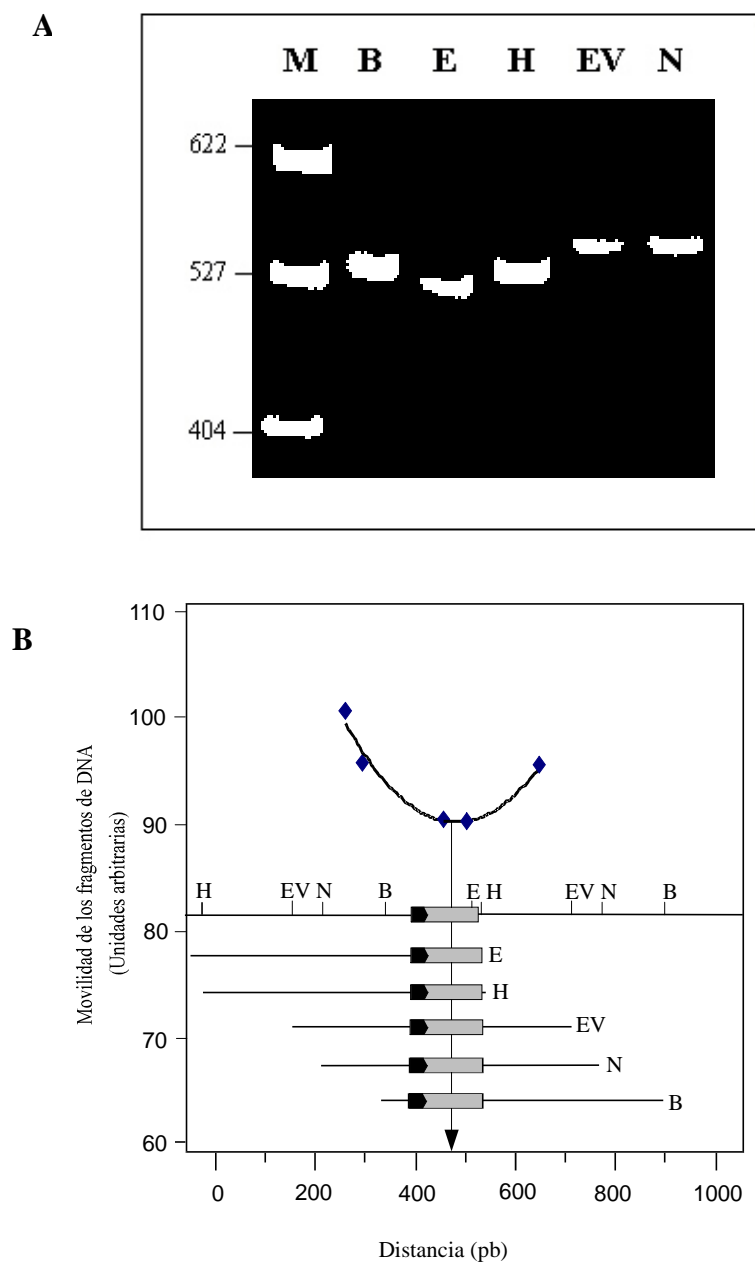 A
M B E H EV N
622
527
404
B
110
100
90
80
70
60
Movilidad de los fragmentos de DNA
(Unidades arbitrarias)
H EV N B E H EV N B
E
H
EV
N
B
0 200 400 600 800 1000
Distancia (pb)